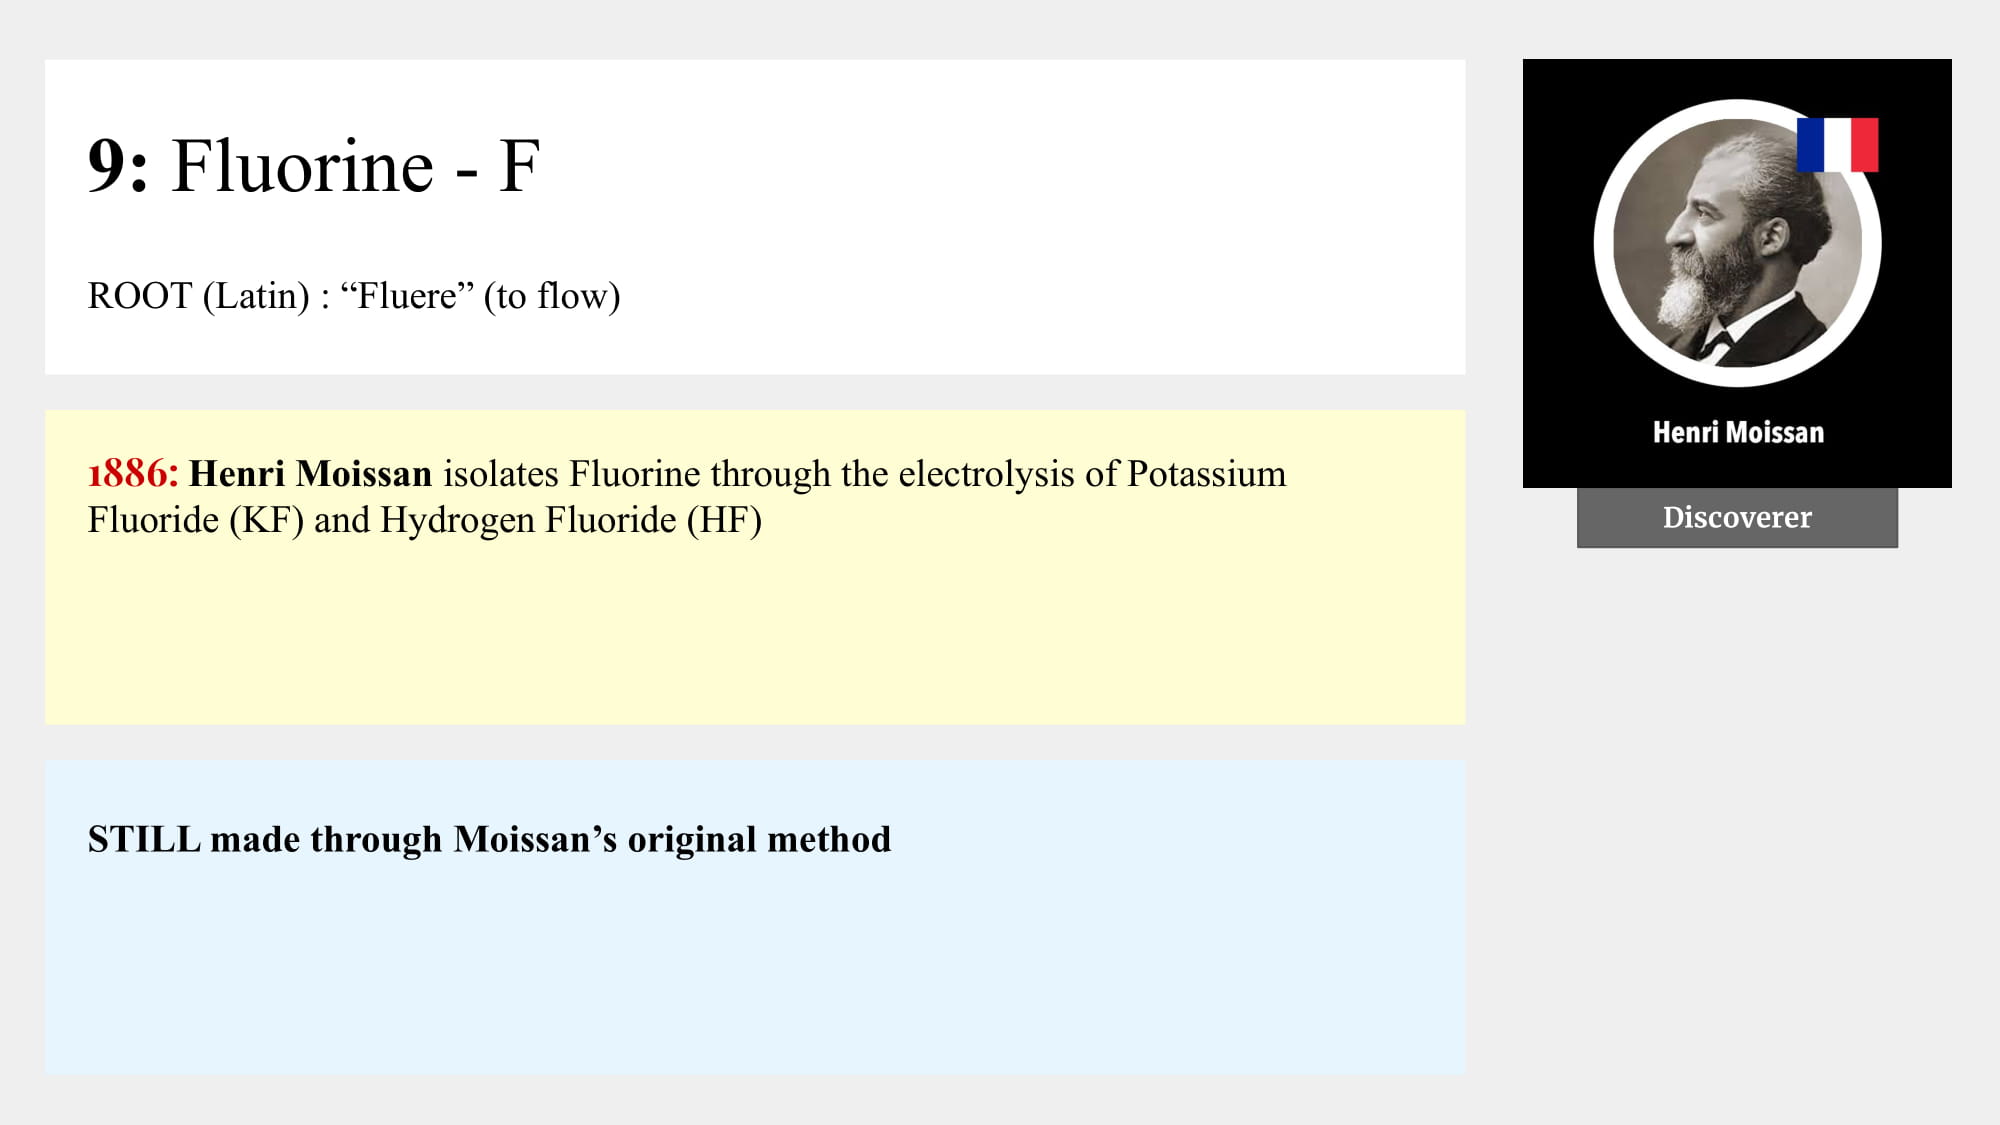 9: Fluorine - F
ROOT (Latin) : “Fluere” (to flow)
1886: Henri Moissan isolates Fluorine through the electrolysis of Potassium
Fluoride (KF) and Hydrogen Fluoride (HF)
STILL made through Moissan’s original method
Henri Moissan
Discoverer